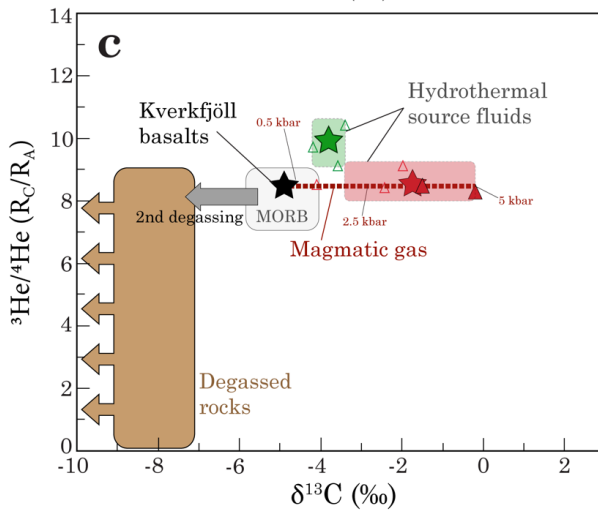 c
14
12
10
8
6
4
2
0
³He/⁴He (R_C/R_A)
Kverkfjöll
basalts
0.5 kbar
Hydrothermal
source fluids
2nd degassing
MORB
2.5 kbar
5 kbar
Magmatic gas
Degassed
rocks
-10
-8
-6
-4
-2
0
2
δ¹³C (‰)